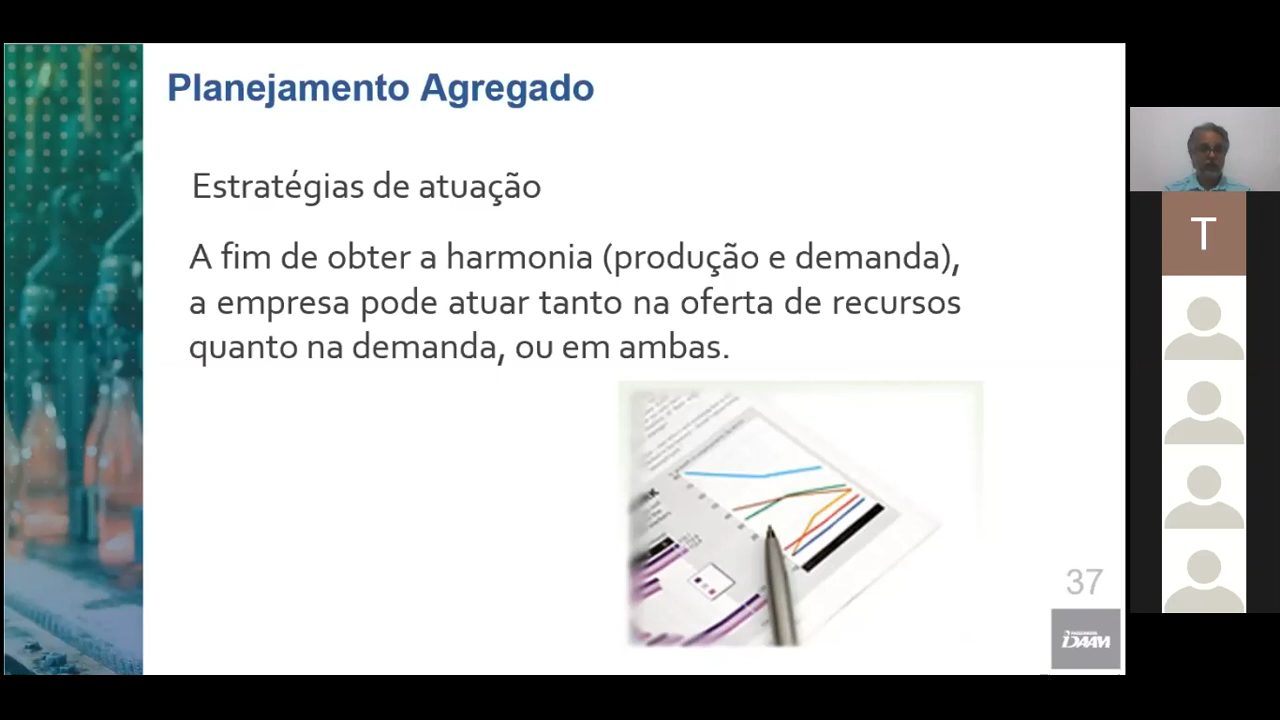 Planejamento Agregado
Estratégias de atuação
A fim de obter a harmonia (produção e demanda),
a empresa pode atuar tanto na oferta de recursos
quanto na demanda, ou em ambas.
T
37